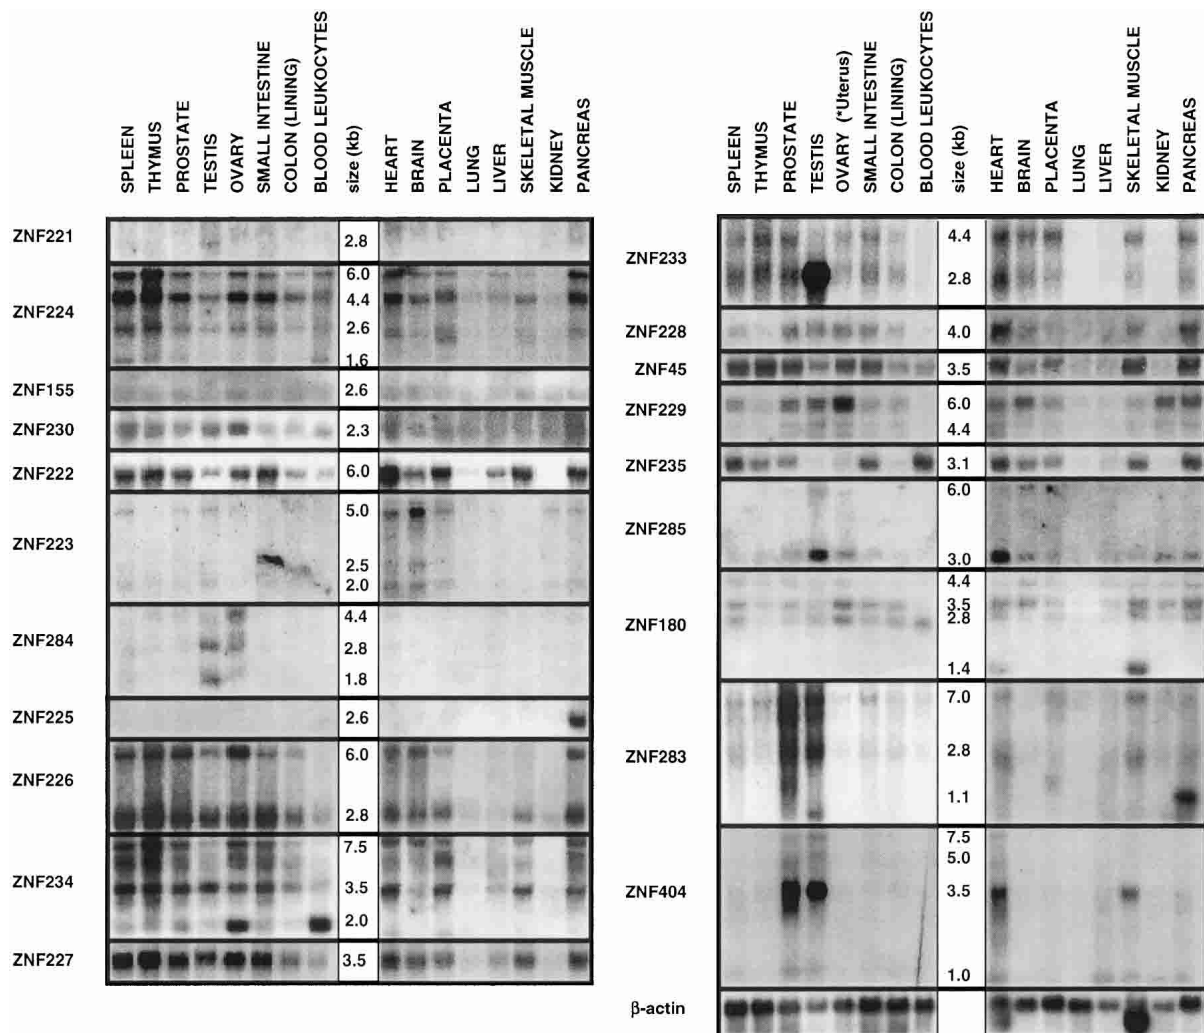 SPLEEN
THYMUS
PROSTATE
TESTIS
OVARY
SMALL INTESTINE
COLON (LINING)
BLOOD LEUKOCYTES
size (kb)
HEART
BRAIN
PLACENTA
LUNG
LIVER
SKELETAL MUSCLE
KIDNEY
PANCREAS
ZNF221
2.8
ZNF224
6.0
4.4
2.6
1.6
ZNF155
2.6
ZNF230
2.3
ZNF222
6.0
ZNF223
5.0
2.5
2.0
ZNF284
4.4
2.8
1.8
ZNF225
2.6
ZNF226
6.0
2.8
ZNF234
7.5
3.5
2.0
ZNF227
3.5
SPLEEN
THYMUS
PROSTATE
TESTIS
OVARY (*Uterus)
SMALL INTESTINE
COLON (LINING)
BLOOD LEUKOCYTES
size (kb)
HEART
BRAIN
PLACENTA
LUNG
LIVER
SKELETAL MUSCLE
KIDNEY
PANCREAS
ZNF233
4.4
2.8
ZNF228
4.0
ZNF45
3.5
ZNF229
6.0
4.4
ZNF235
3.1
ZNF285
6.0
3.0
ZNF180
4.4
3.5
2.8
1.4
ZNF283
7.0
2.8
1.1
ZNF404
7.5
5.0
3.5
1.0
β-actin